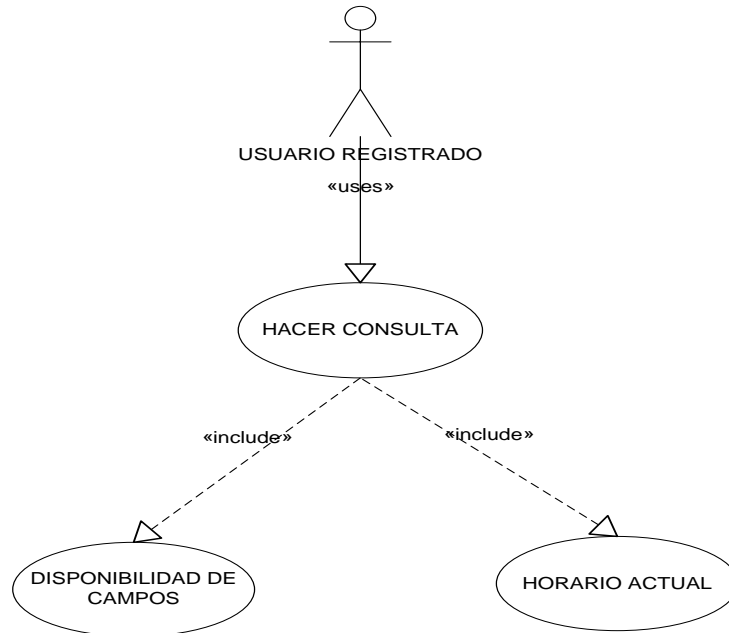 USUARIO REGISTRADO
«uses»
HACER CONSULTA
«include»
«include»
DISPONIBILIDAD DE
CAMPOS
HORARIO ACTUAL